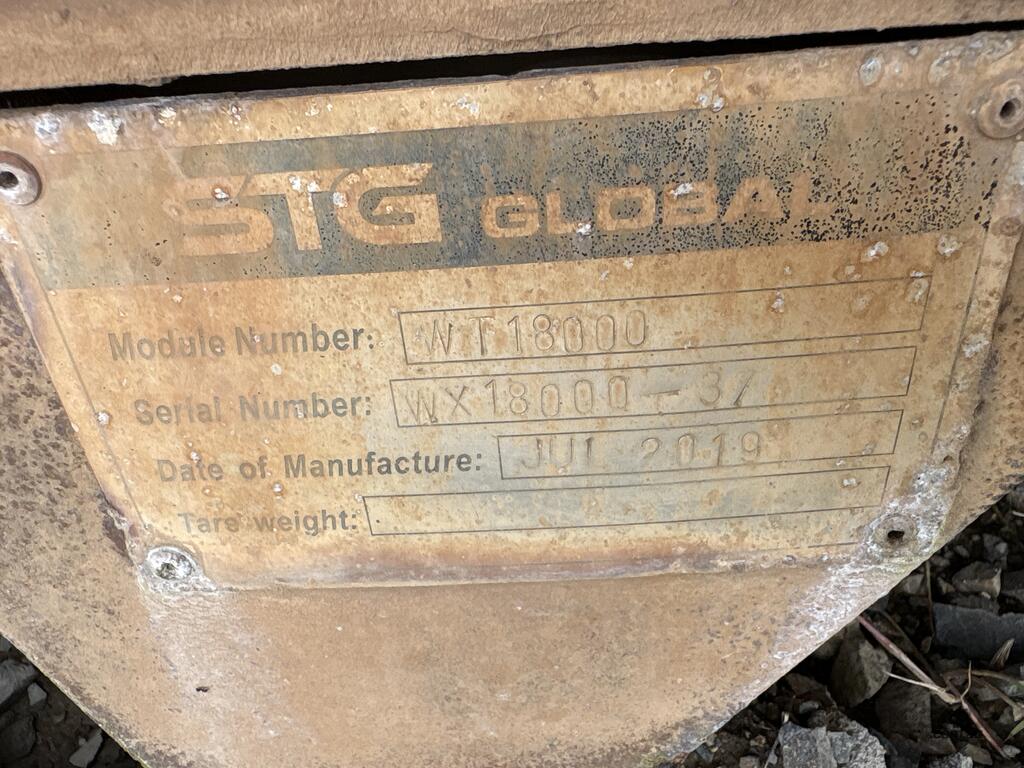 STG GLOBAL
Module Number: WT18000
Serial Number: WX18000-37
Date of Manufacture: JUL 2019
Tare weight: